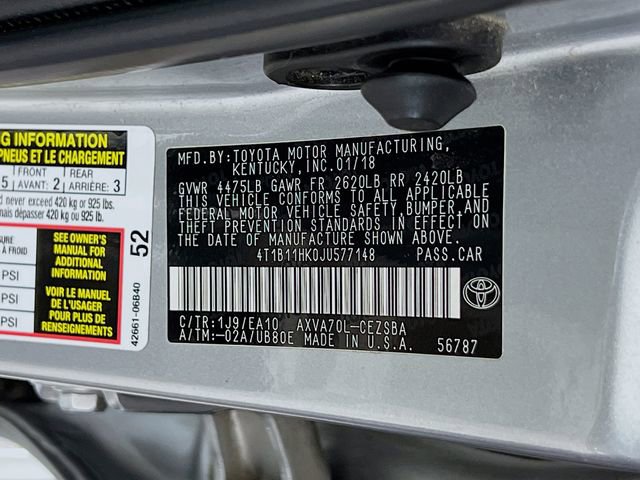 G INFORMATION
PNEUS ET LE CHARGEMENT
5 FRONT AVANT: 2 REAR ARRIÈRE: 3
exceed 420 kg or 925 lbs.
dépasser 420 kg ou 925 lb.
SEE OWNER'S
MANUAL FOR
ADDITIONAL
INFORMATION
VOIR LE MANUEL
DE L'USAGER
POUR PLUS DE
RENSEIGNEMENTS
PSI
PSI
PSI
52
42661-06B40
MFD.BY: TOYOTA MOTOR MANUFACTURING,
KENTUCKY, INC. 01/18
GVWR 4475LB GAWR FR 2620LB RR 2420LB
THIS VEHICLE CONFORMS TO ALL APPLICABLE
FEDERAL MOTOR VEHICLE SAFETY,BUMPER,AND
THEFT PREVENTION STANDARDS IN EFFECT ON
THE DATE OF MANUFACTURE SHOWN ABOVE.
4T1B11HK0JU577148 PASS.CAR
C/TR:1J9/EA10 AXVA70L-CEZSBA
A/TM:-02A/UB80E MADE IN U.S.A. 56787